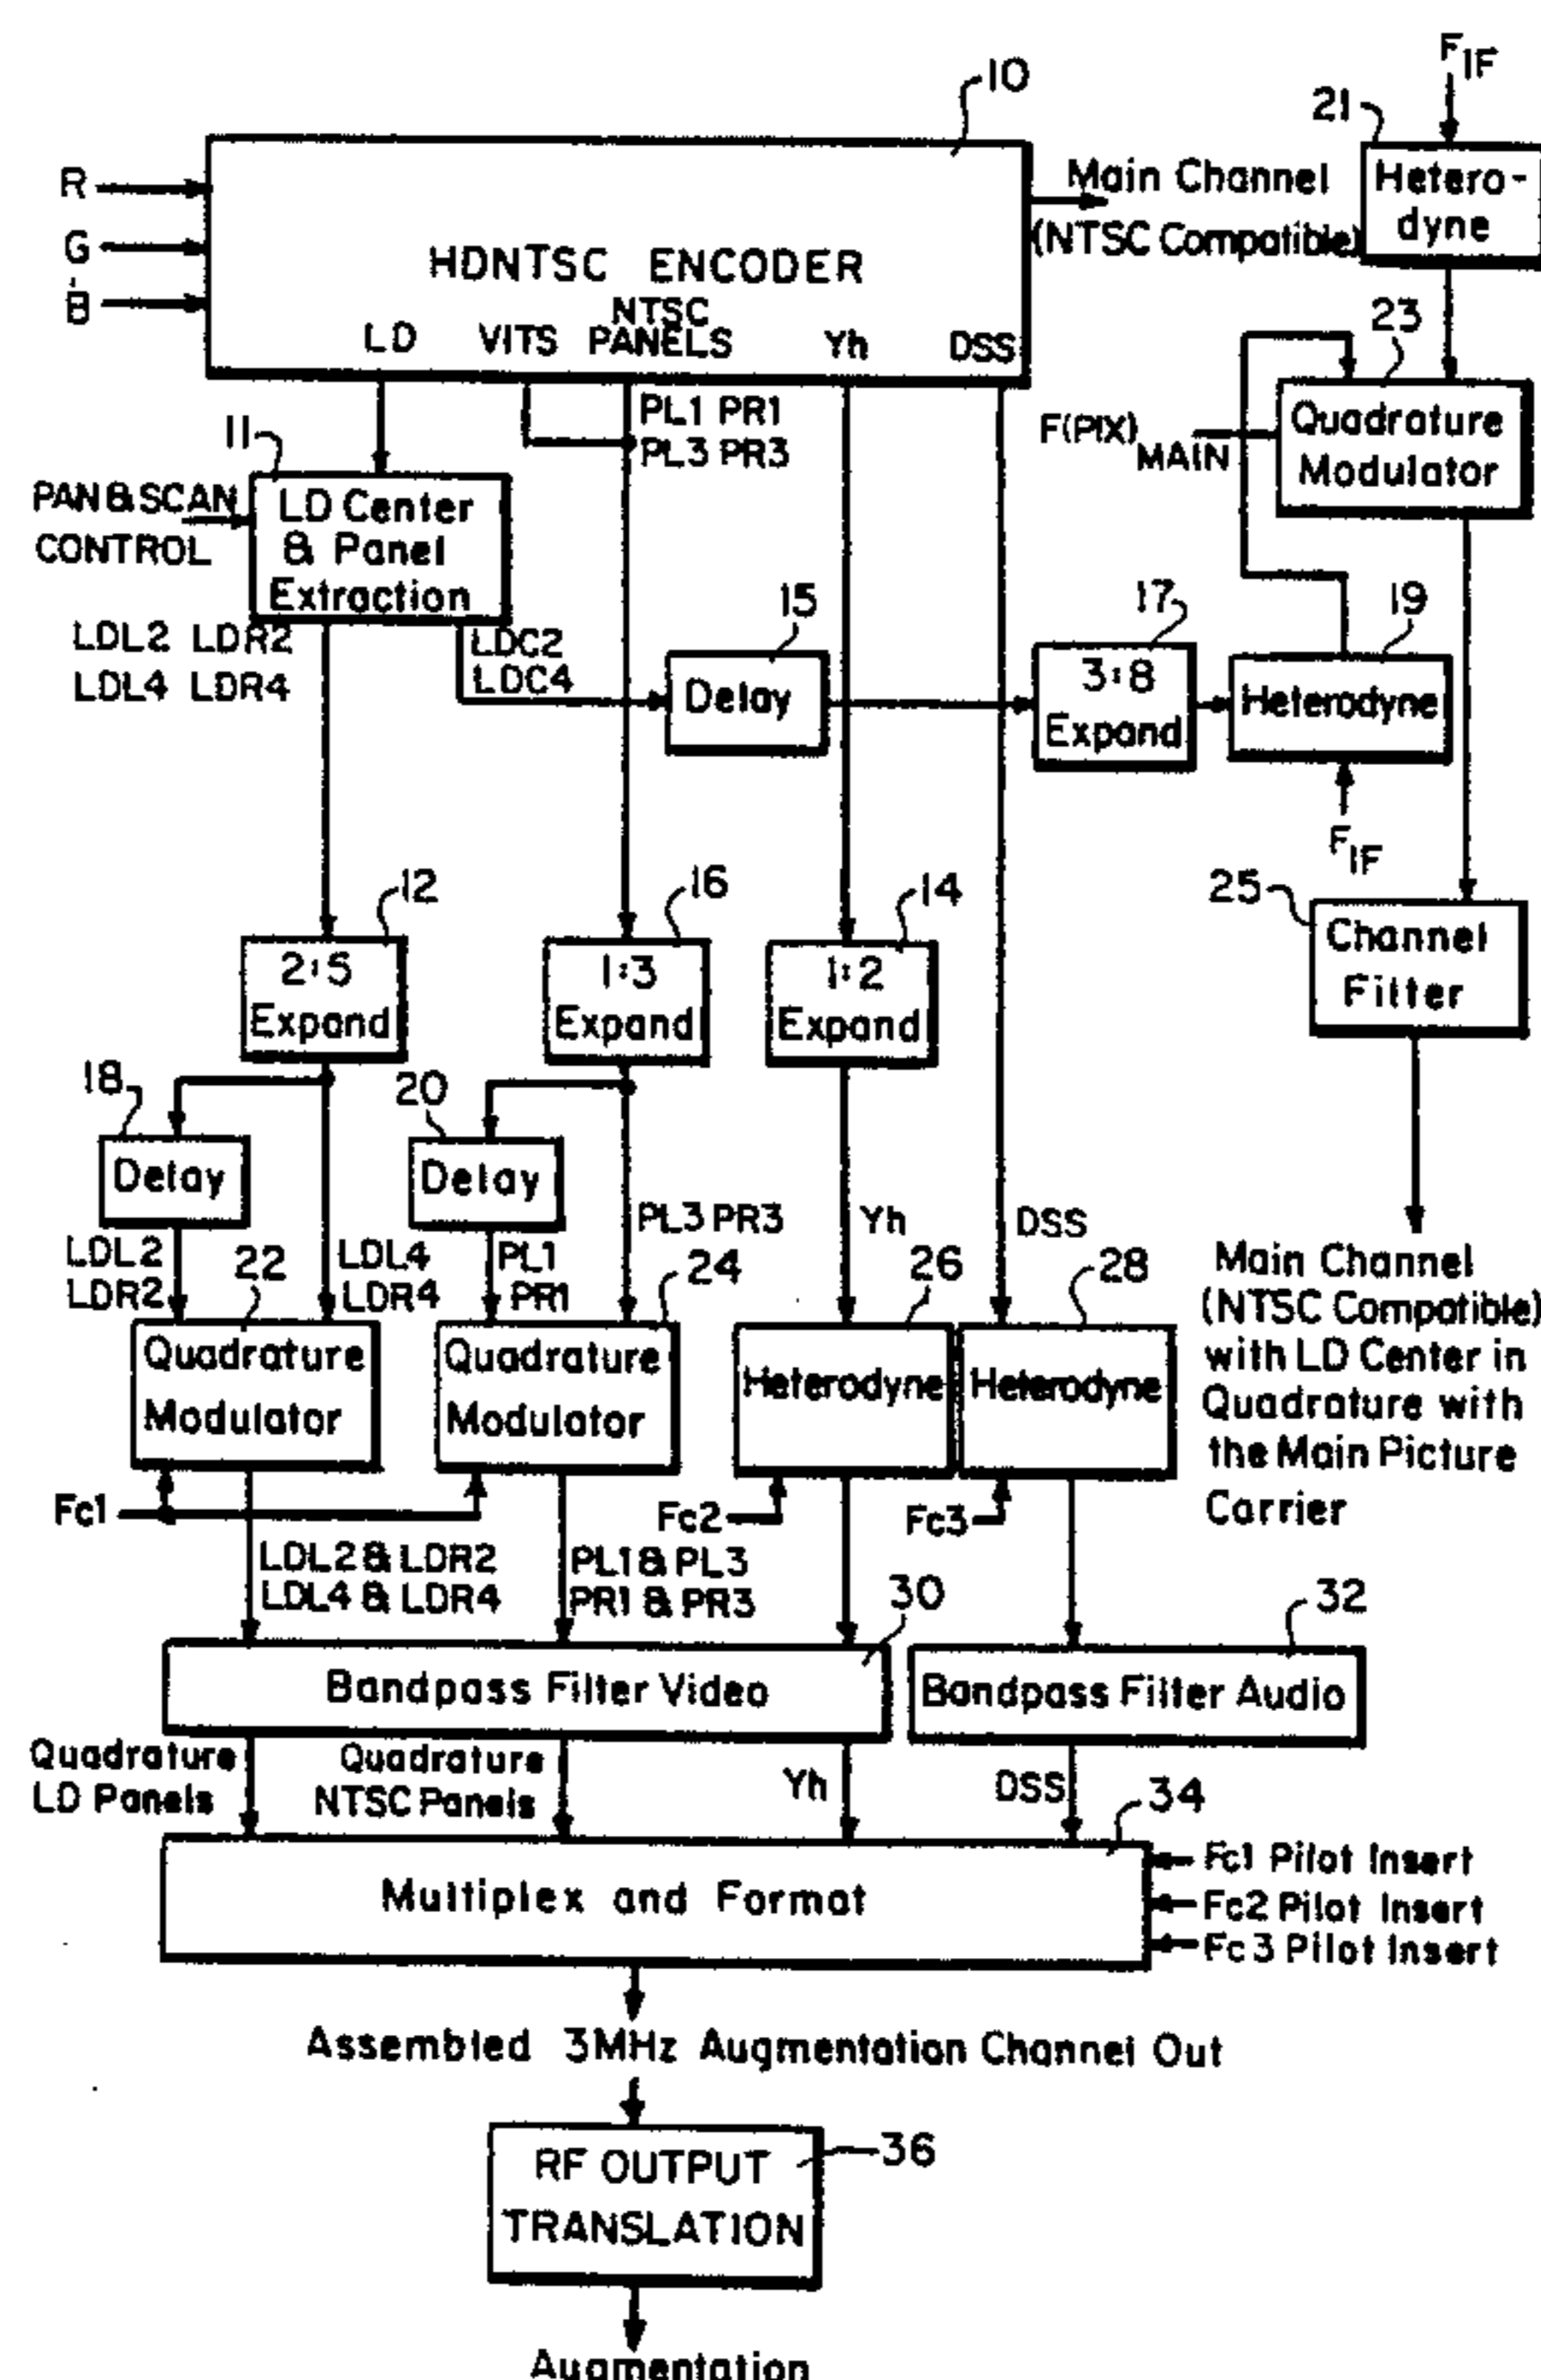 F IF
10
21
R
G
B
HDNTSC ENCODER
LD
VITS
NTSC
PANELS
Yh
DSS
Main Channel
(NTSC Compatible)
Hetero-
dyne
23
PL1 PR1
PL3 PR3
F(PIX) MAIN
Quadrature
Modulator
11
PAN & SCAN
CONTROL
LD Center
& Panel
Extraction
LDL2 LDR2
LDL4 LDR4
LDC2
LDC4
15
Delay
17
3:8
Expand
19
Heterodyne
F IF
12
2:5
Expand
16
1:3
Expand
14
1:2
Expand
25
Channel
Filter
18
Delay
20
Delay
LDL2
LDR2
22
LDL4
LDR4
PL1
PR1
PL3 PR3
24
Yh
26
DSS
28
Main Channel
(NTSC Compatible)
with LD Center in
Quadrature with
the Main Picture
Carrier
Quadrature
Modulator
Quadrature
Modulator
Heterodyne
Heterodyne
Fc1
Fc2
Fc3
LDL2 & LDR2
LDL4 & LDR4
PL1 & PL3
PR1 & PR3
30
32
Bandpass Filter Video
Bandpass Filter Audio
Quadrature
LD Panels
Quadrature
NTSC Panels
Yh
DSS
34
Multiplex and Format
Fc1 Pilot Insert
Fc2 Pilot Insert
Fc3 Pilot Insert
Assembled 3MHz Augmentation Channel Out
RF OUTPUT
TRANSLATION
36
Augmentation